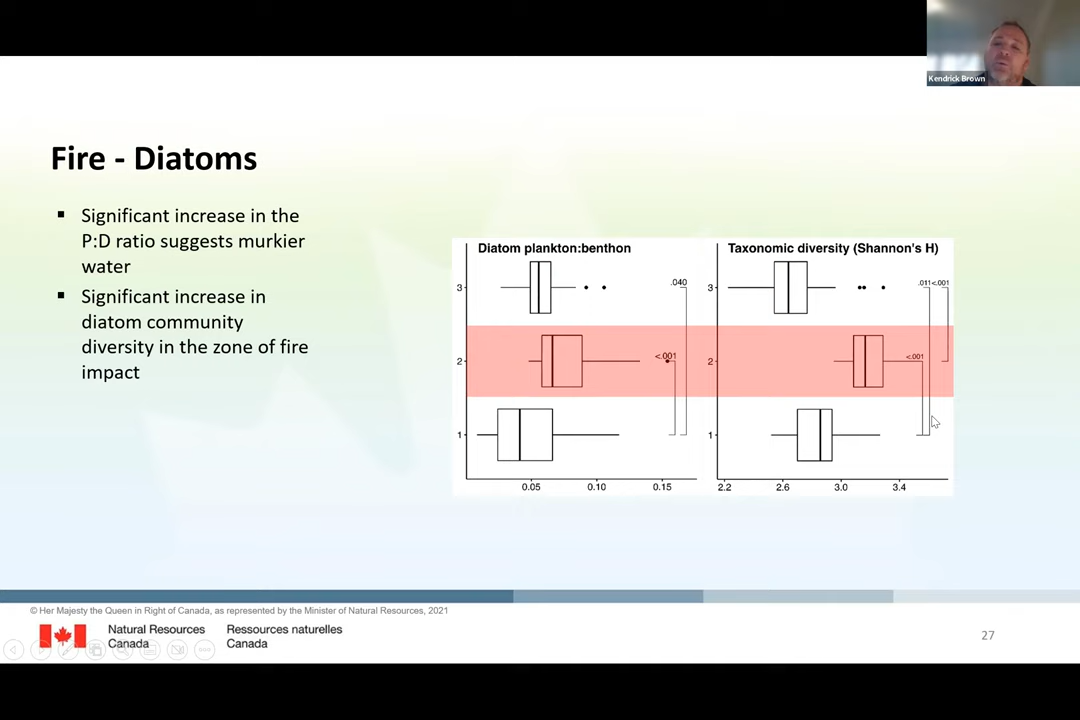 Kendrick Brown
Fire - Diatoms
▪ Significant increase in the
P:D ratio suggests murkier
water
▪ Significant increase in
diatom community
diversity in the zone of fire
impact
Diatom plankton:benthon
3
.040
2
<.001
1
0.05 0.10 0.15
Taxonomic diversity (Shannon's H)
3
.011 <.001
2
<.001
1
2.2 2.6 3.0 3.4
© Her Majesty the Queen in Right of Canada, as represented by the Minister of Natural Resources, 2021
Natural Resources
Canada
Ressources naturelles
Canada
27